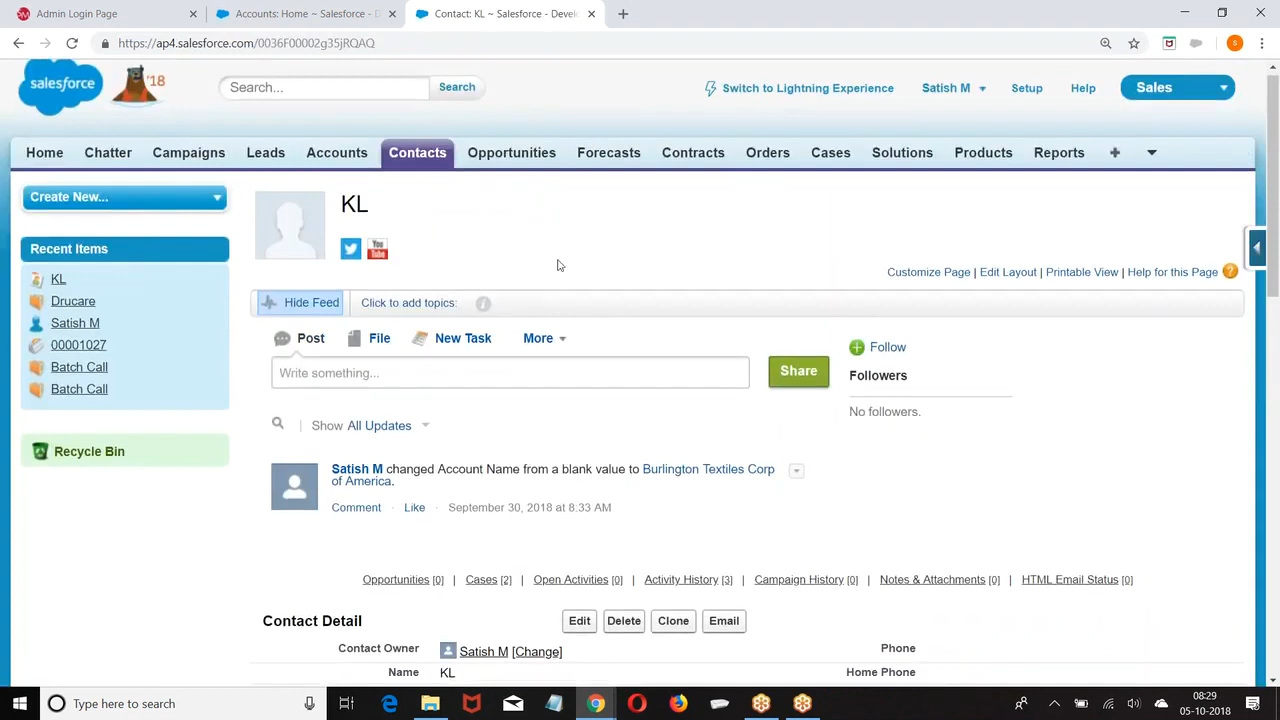 Admin Login Page
Accounts: Home ~ Salesforce - D
Contact: KL ~ Salesforce - Devel
https://ap4.salesforce.com/0036F00002g35jRQAQ
S
salesforce
'18
Search...
Search
Switch to Lightning Experience
Satish M
Setup
Help
Sales
Home
Chatter
Campaigns
Leads
Accounts
Contacts
Opportunities
Forecasts
Contracts
Orders
Cases
Solutions
Products
Reports
Create New...
KL
Recent Items
You Tube
KL
Customize Page | Edit Layout | Printable View | Help for this Page
Drucare
Hide Feed
Click to add topics:
Satish M
Post
File
New Task
More
00001027
Follow
Batch Call
Write something...
Share
Followers
Batch Call
No followers.
Show All Updates
Recycle Bin
Satish M changed Account Name from a blank value to Burlington Textiles Corp
of America.
Comment · Like · September 30, 2018 at 8:33 AM
Opportunities [0] | Cases [2] | Open Activities [0] | Activity History [3] | Campaign History [0] | Notes & Attachments [0] | HTML Email Status [0]
Contact Detail
Edit
Delete
Clone
Email
Contact Owner
Satish M [Change]
Phone
Name
KL
Home Phone
Type here to search
08:29
05-10-2018